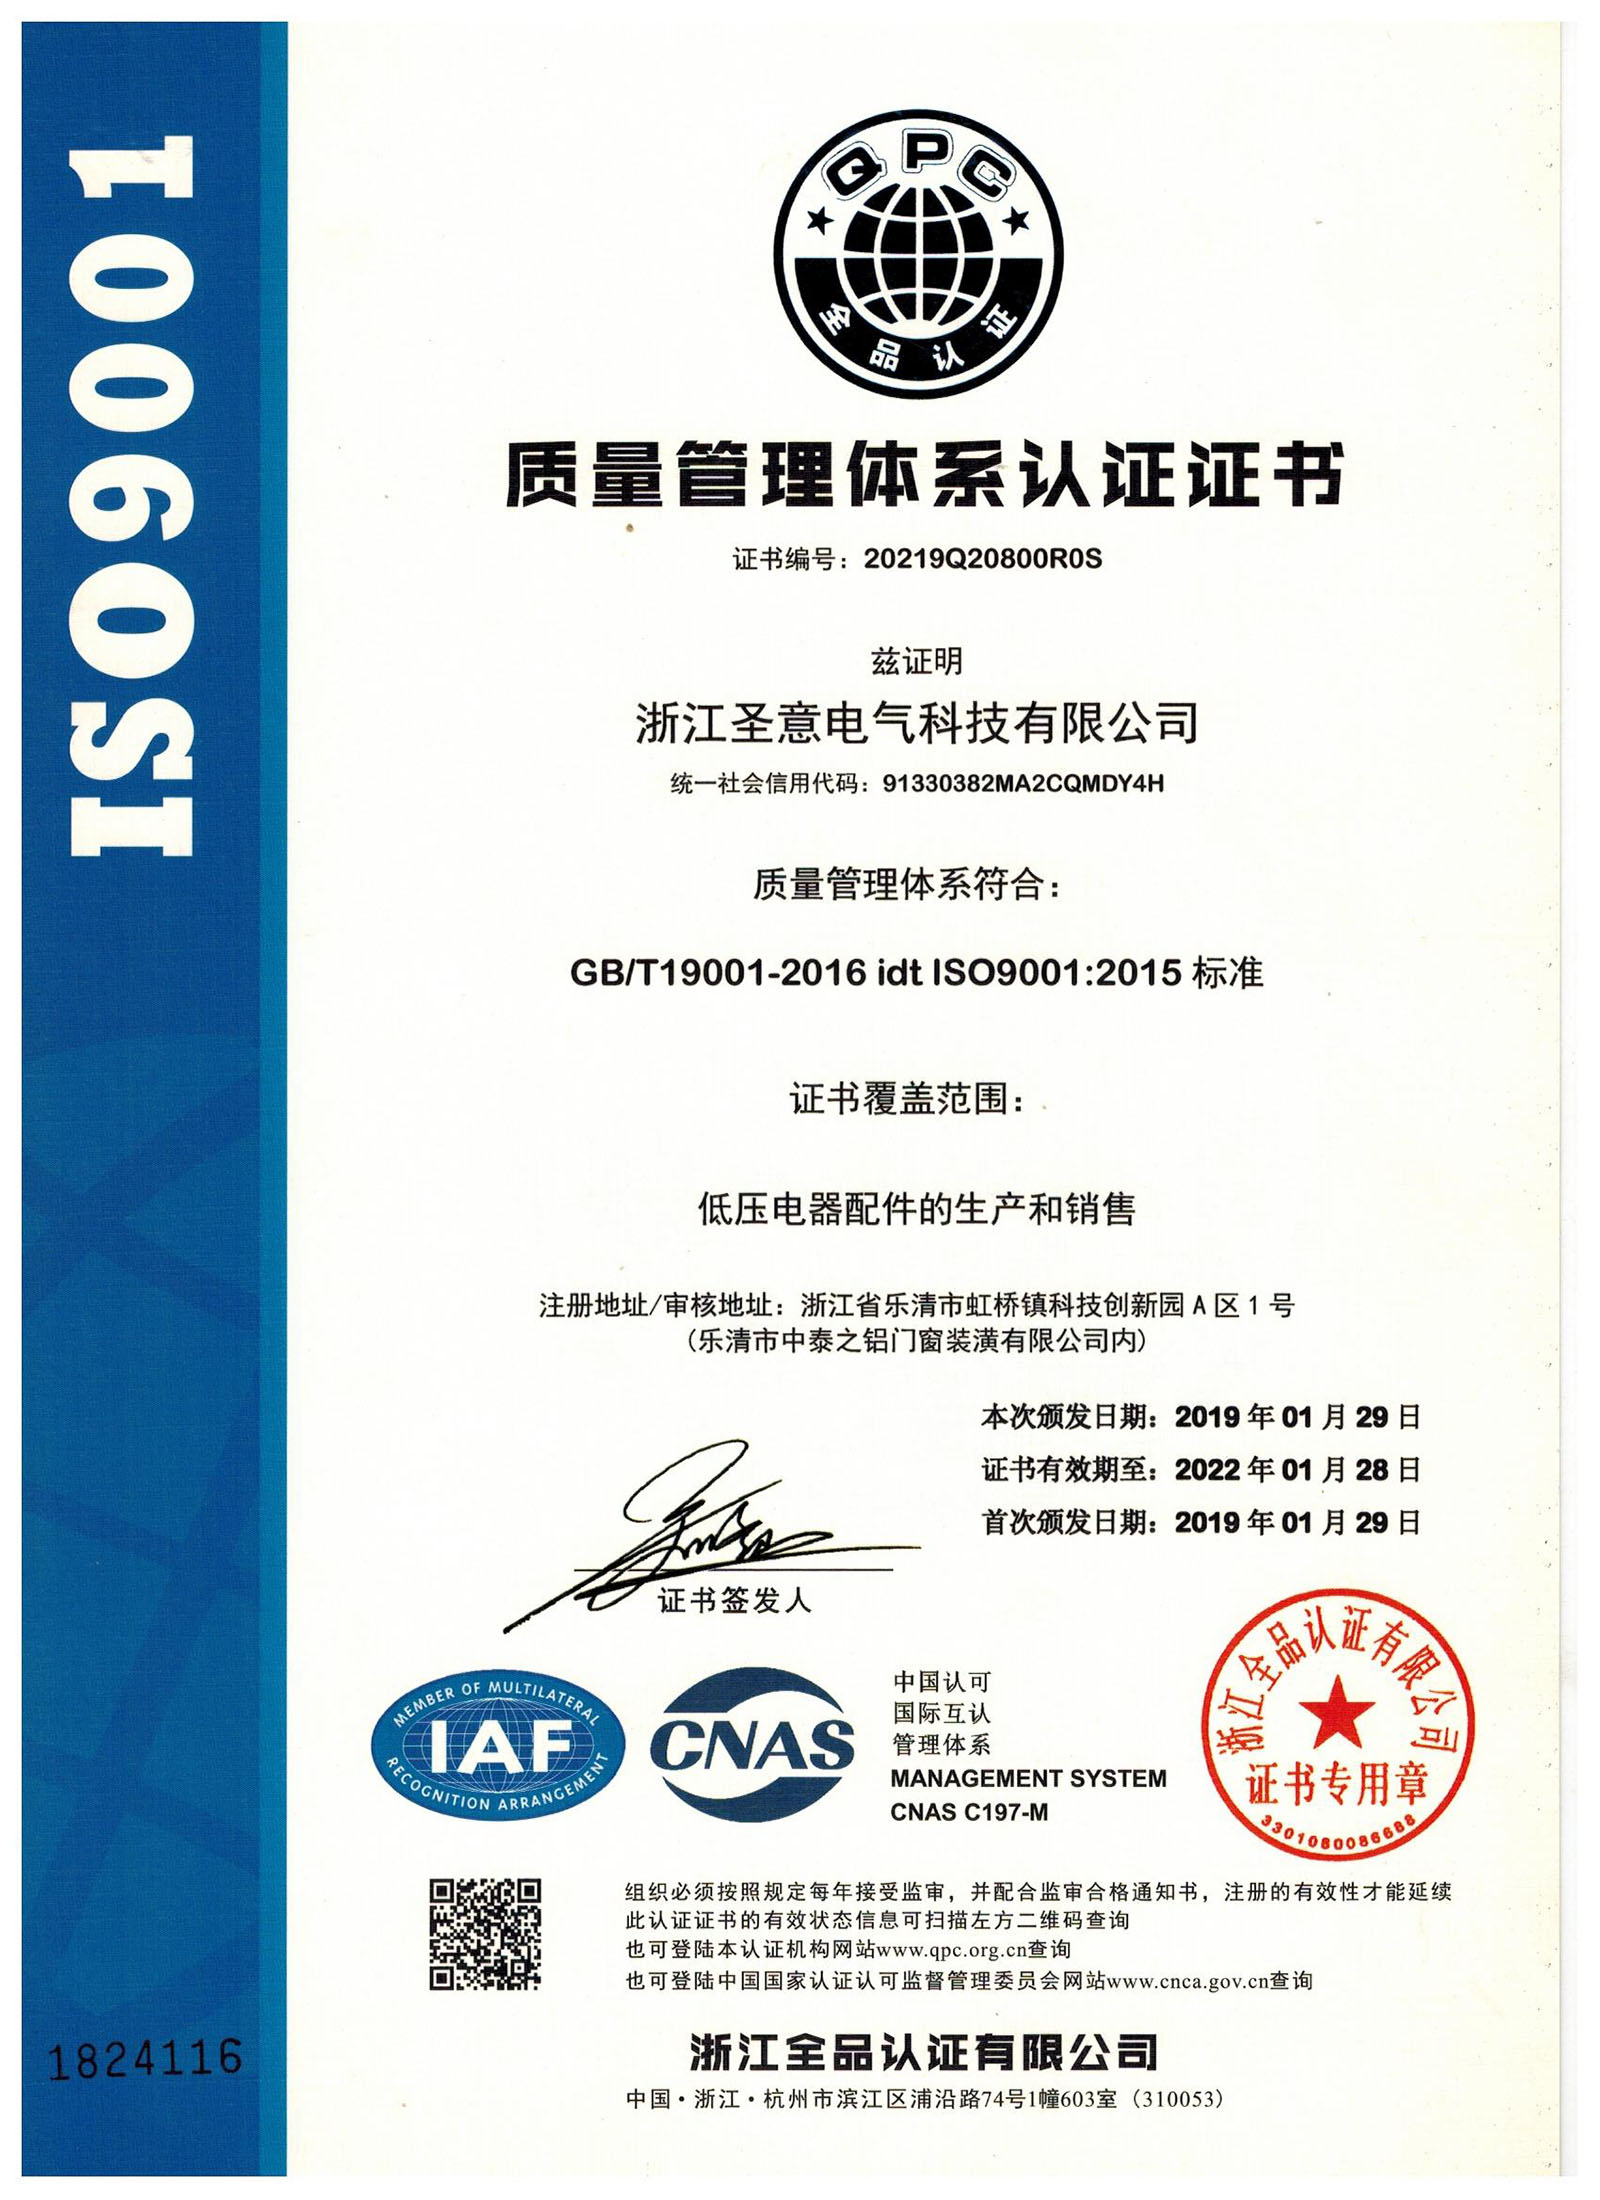 ISO9001
QPC
全品认证
质量管理体系认证证书
证书编号：20219Q20800R0S
兹证明
浙江圣意电气科技有限公司
统一社会信用代码：91330382MA2CQMDY4H
质量管理体系符合：
GB/T19001-2016 idt ISO9001:2015 标准
证书覆盖范围：
低压电器配件的生产和销售
注册地址/审核地址：浙江省乐清市虹桥镇科技创新园 A 区 1 号
(乐清市中泰之铝门窗装潢有限公司内)
本次颁发日期：2019 年 01 月 29 日
证书有效期至：2022 年 01 月 28 日
首次颁发日期：2019 年 01 月 29 日
证书签发人
MEMBER OF MULTILATERAL
IAF
RECOGNITION ARRANGEMENT
CNAS
中国认可
国际互认
管理体系
MANAGEMENT SYSTEM
CNAS C197-M
浙江全品认证有限公司
证书专用章
3301080086688
组织必须按照规定每年接受监审，并配合监审合格通知书，注册的有效性才能延续
此认证证书的有效状态信息可扫描左方二维码查询
也可登陆本认证机构网站www.qpc.org.cn查询
也可登陆中国国家认证认可监督管理委员会网站www.cnca.gov.cn查询
1824116
浙江全品认证有限公司
中国·浙江·杭州市滨江区浦沿路74号1幢603室（310053）